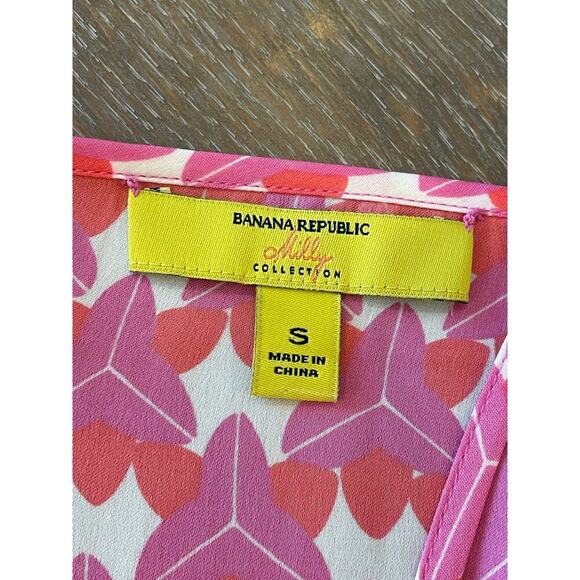 BANANA REPUBLIC
Milly
COLLECTION
S
MADE IN
CHINA